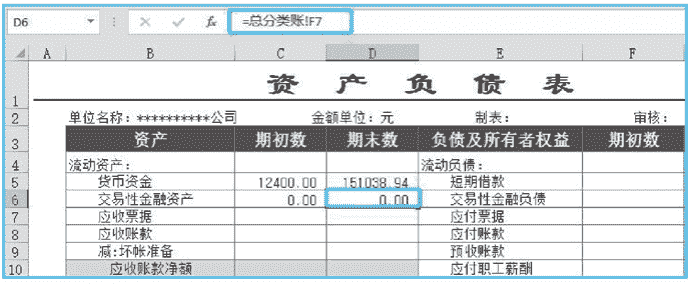 D6 fx =总分类账!F7
A B C D E F
1 资 产 负 债 表
2 单位名称：**********公司 金额单位：元 制表： 审核：
3 资产 期初数 期末数 负债及所有者权益 期初数
4 流动资产： 流动负债：
5 货币资金 12400.00 151038.94 短期借款
6 交易性金融资产 0.00 0.00 交易性金融负债
7 应收票据 应付票据
8 应收账款 应付账款
9 减:坏帐准备 预收账款
10 应收账款净额 应付职工薪酬